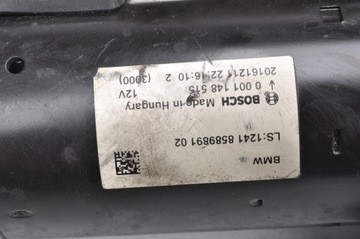 BMW
LS:1241 8589891 02
BOSCH Made in Hungary
0 001 148 515 12V
20161211 22:16:10 2 (3000)